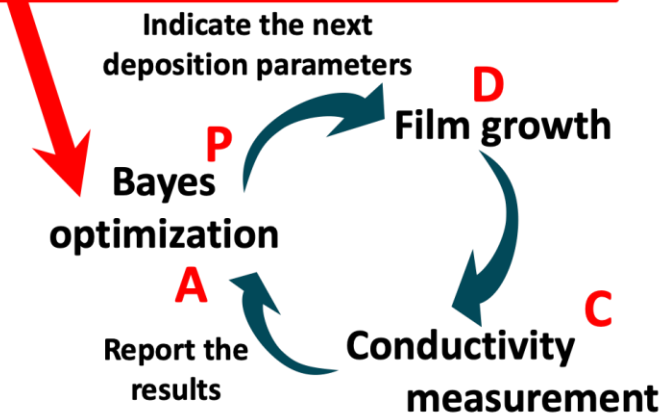 Indicate the next
deposition parameters
D
Film growth
P
Bayes
optimization
A
C
Conductivity
measurement
Report the
results